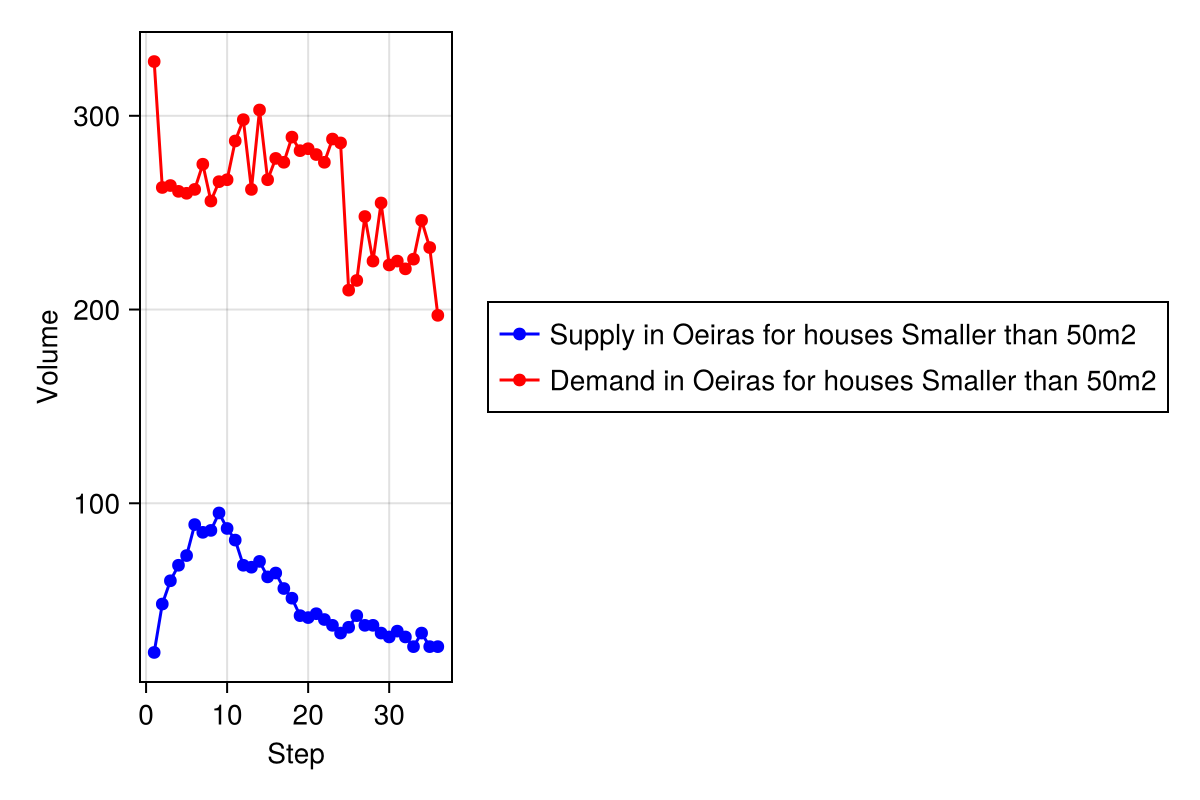 300
200
100
Volume
0 10 20 30
Step
Supply in Oeiras for houses Smaller than 50m2
Demand in Oeiras for houses Smaller than 50m2